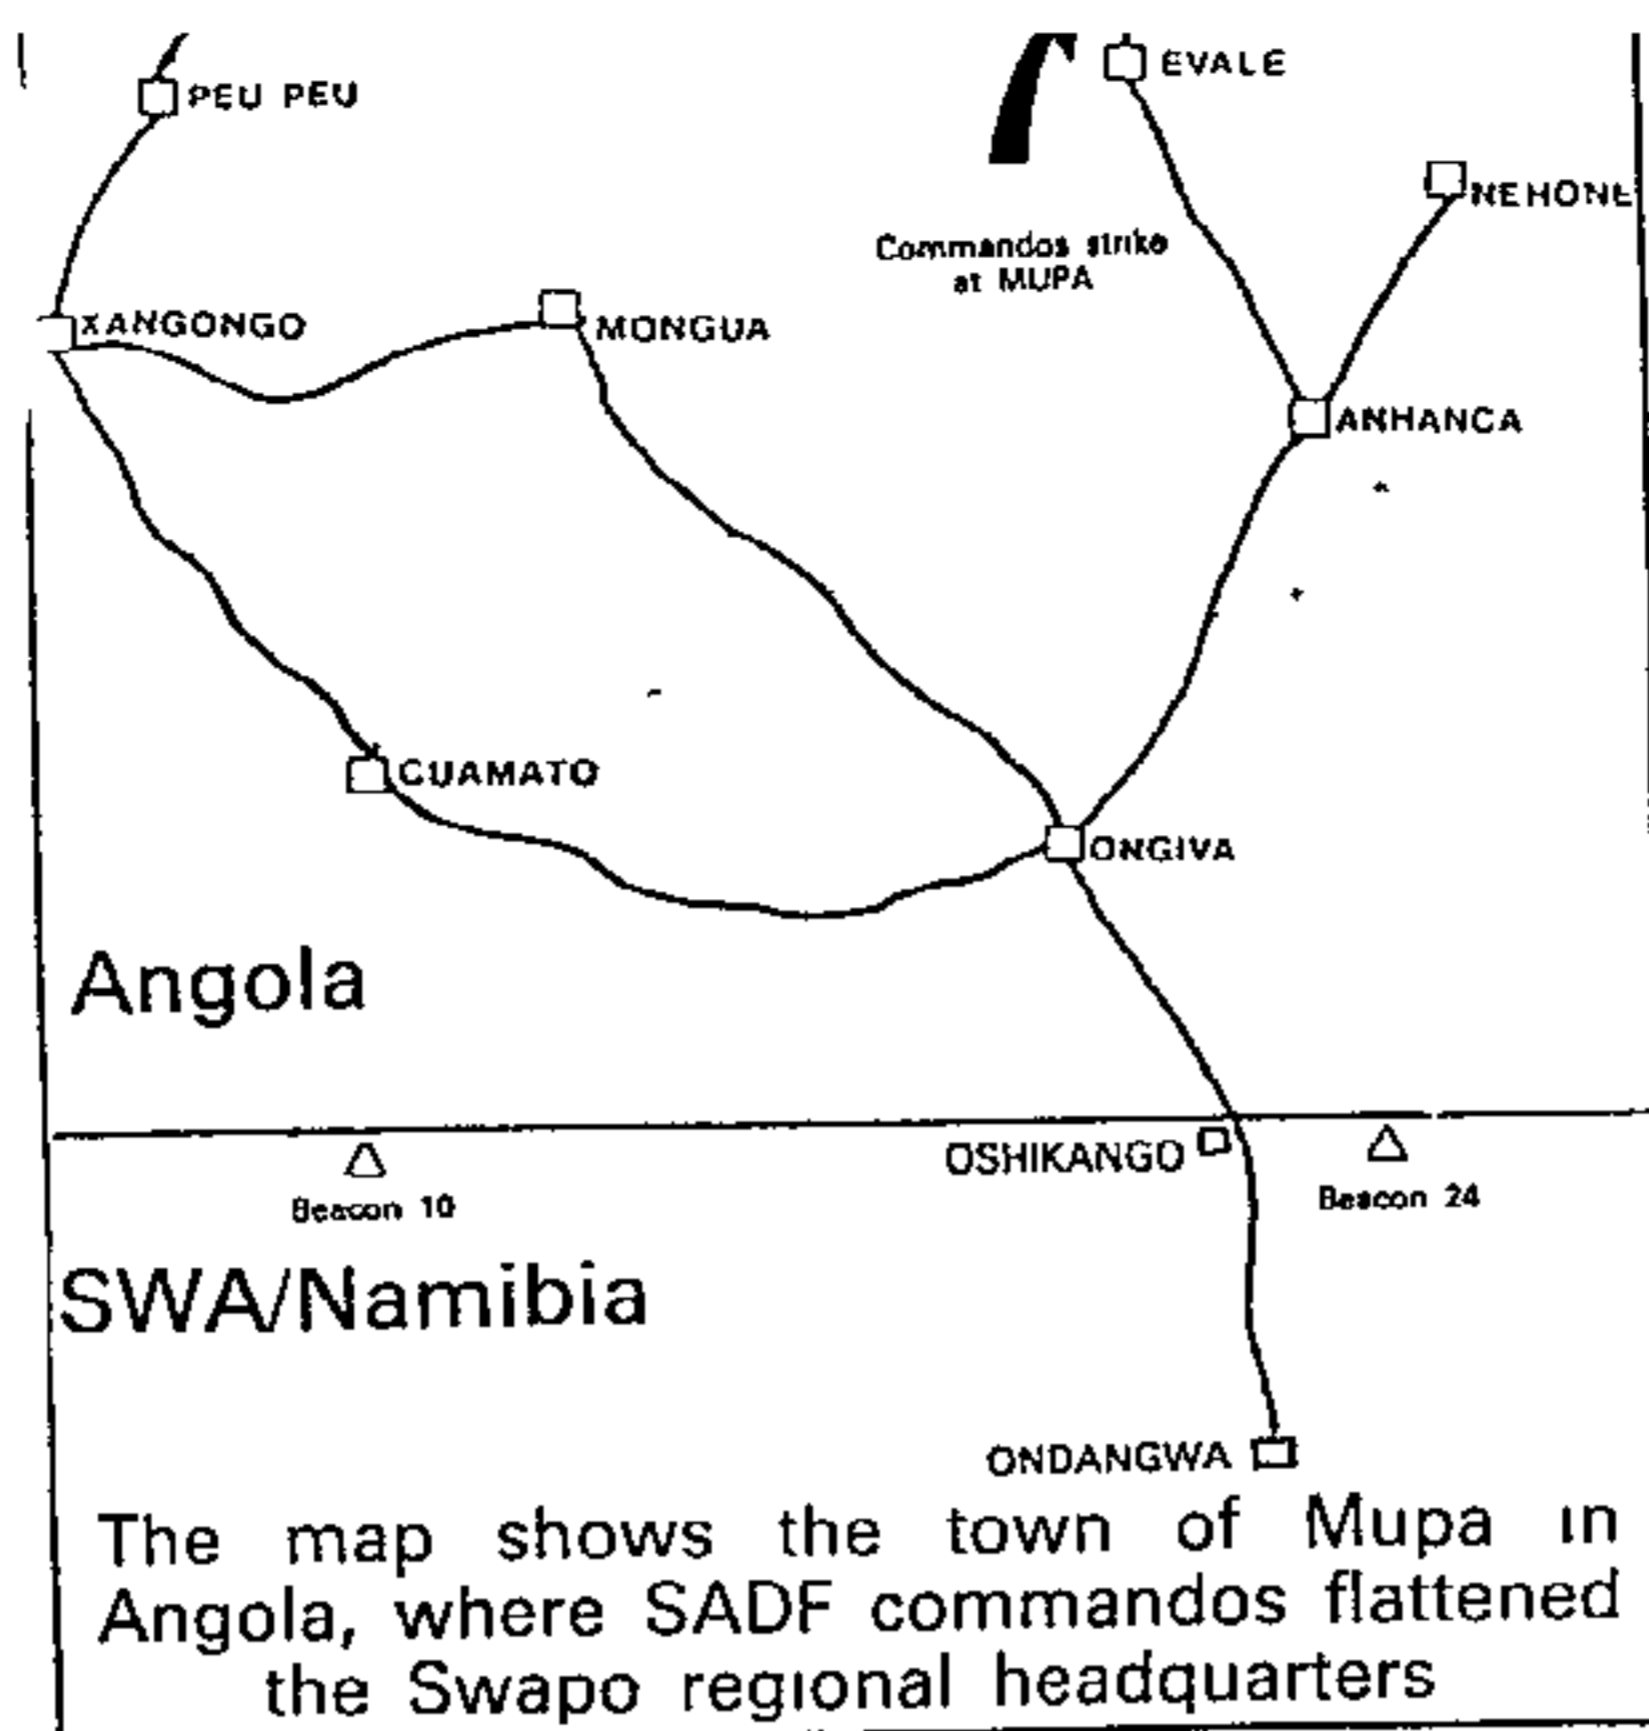 EVALE
PEU PEU
NEHONE
Commandos strike
at MUPA
XANGONGO
MONGUA
ANHANCA
CUAMATO
ONGIVA
Angola
OSHIKANGO
Beacon 10
Beacon 24
SWA/Namibia
ONDANGWA
The map shows the town of Mupa in
Angola, where SADF commandos flattened
the Swapo regional headquarters